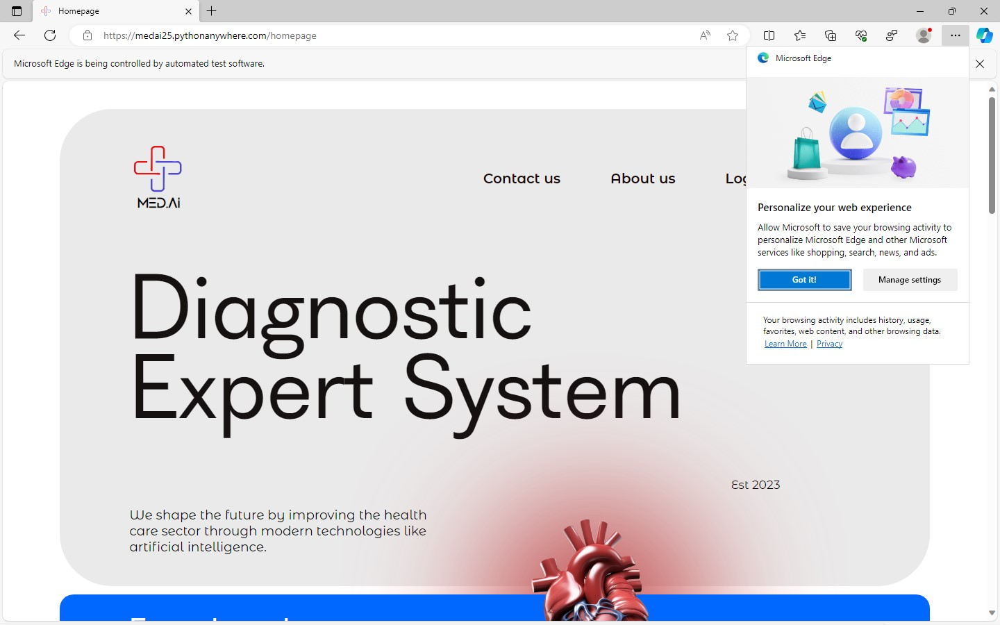 Homepage
https://medai25.pythonanywhere.com/homepage
Microsoft Edge is being controlled by automated test software.
Microsoft Edge
Personalize your web experience
Allow Microsoft to save your browsing activity to
personalize Microsoft Edge and other Microsoft
services like shopping, search, news, and ads.
Got it!
Manage settings
Your browsing activity includes history, usage,
favorites, web content, and other browsing data.
Learn More | Privacy
MED.Ai
Contact us
About us
Diagnostic
Expert System
Est 2023
We shape the future by improving the health
care sector through modern technologies like
artificial intelligence.